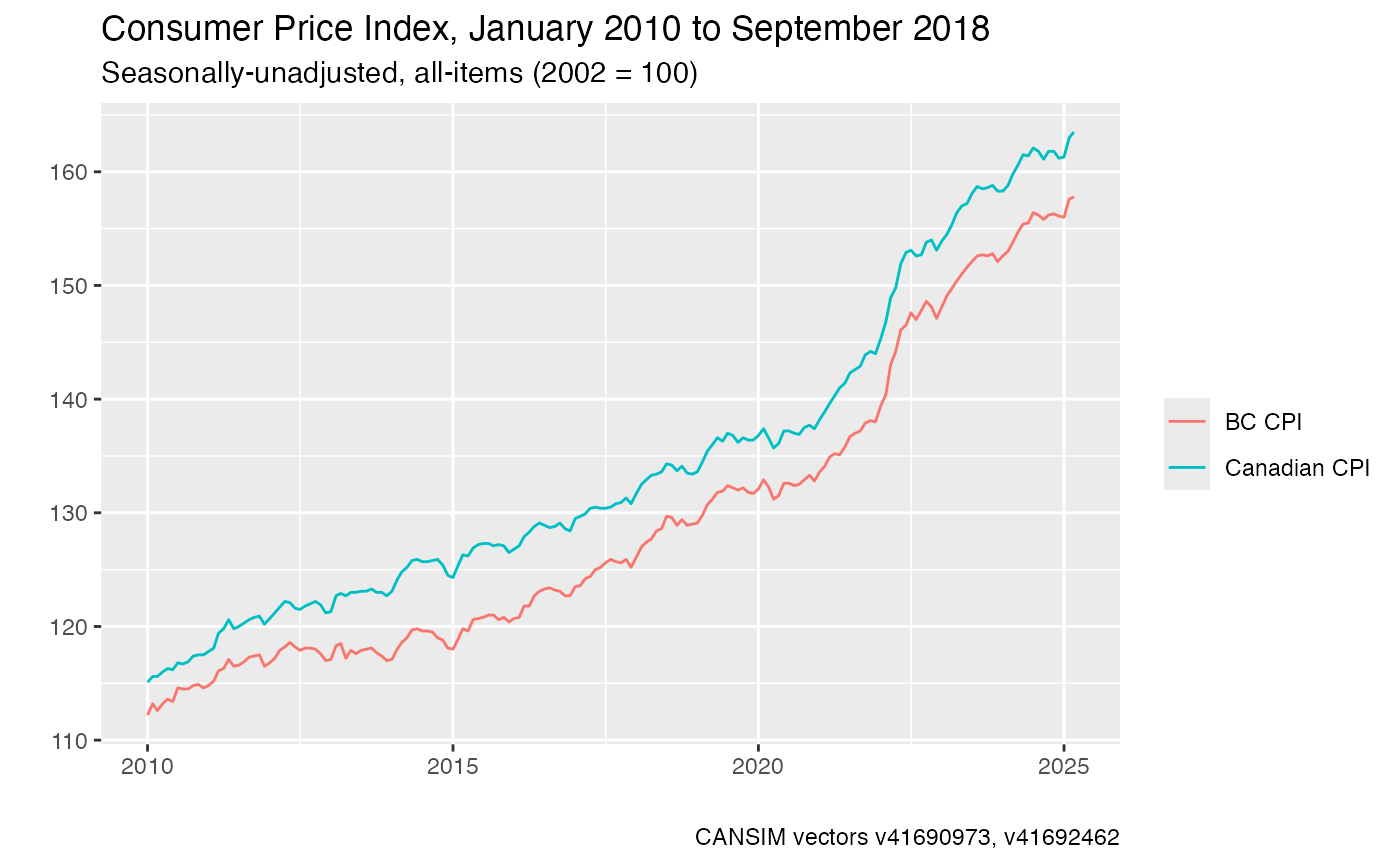 Consumer Price Index, January 2010 to September 2018
Seasonally-unadjusted, all-items (2002 = 100)
160
150
140
130
120
110
2010 2015 2020 2025
BC CPI
Canadian CPI
CANSIM vectors v41690973, v41692462